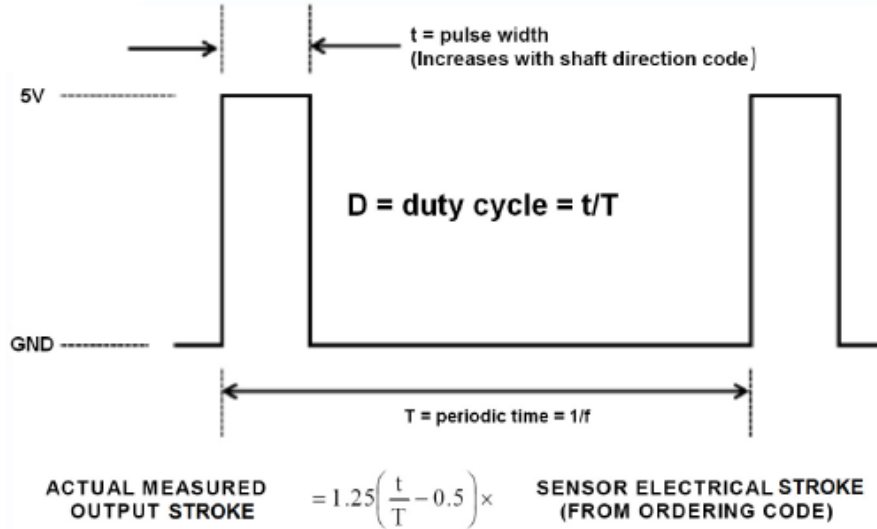 t = pulse width
(Increases with shaft direction code)
5V
D = duty cycle = t/T
GND
T = periodic time = 1/f
ACTUAL MEASURED OUTPUT STROKE = 1.25(t/T − 0.5) × SENSOR ELECTRICAL STROKE (FROM ORDERING CODE)